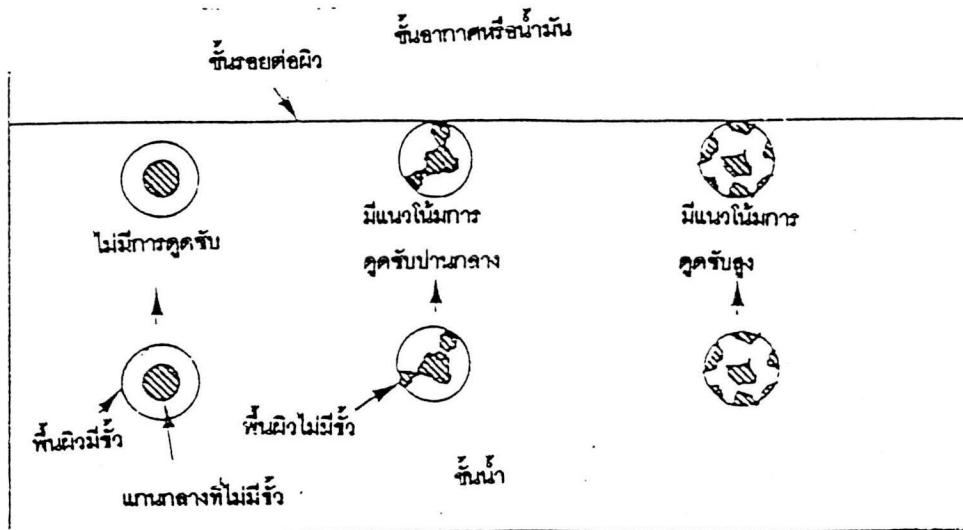 ชั้นอากาศหรือน้ำมัน
ชั้นรอยต่อผิว
ไม่มีการดูดซับ
มีแนวโน้มการ
ดูดซับปานกลาง
มีแนวโน้มการ
ดูดซับสูง
พื้นผิวมีขั้ว
พื้นผิวไม่มีขั้ว
แกนกลางที่ไม่มีขั้ว
ชั้นน้ำ